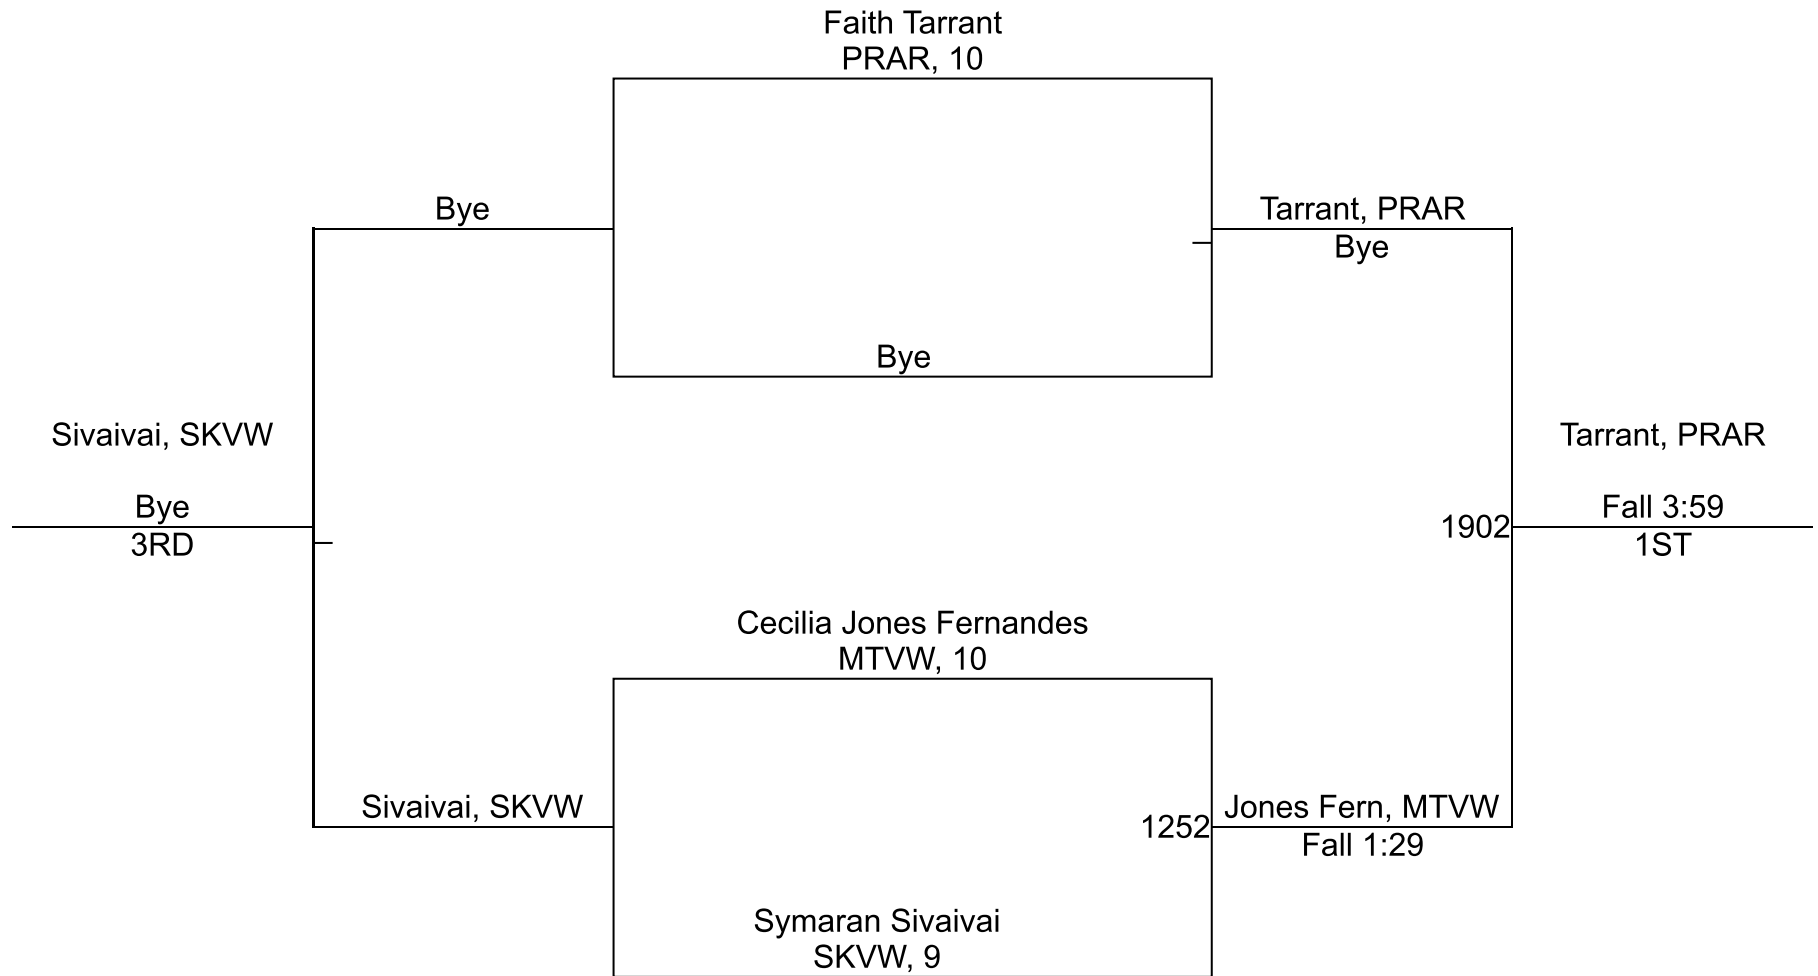 Faith Tarrant
PRAR, 10
Bye
Tarrant, PRAR
Bye
Bye
Sivaivai, SKVW
Tarrant, PRAR
Bye
3RD
1902
Fall 3:59
1ST
Cecilia Jones Fernandes
MTVW, 10
Sivaivai, SKVW
1252
Jones Fern, MTVW
Fall 1:29
Symaran Sivaivai
SKVW, 9